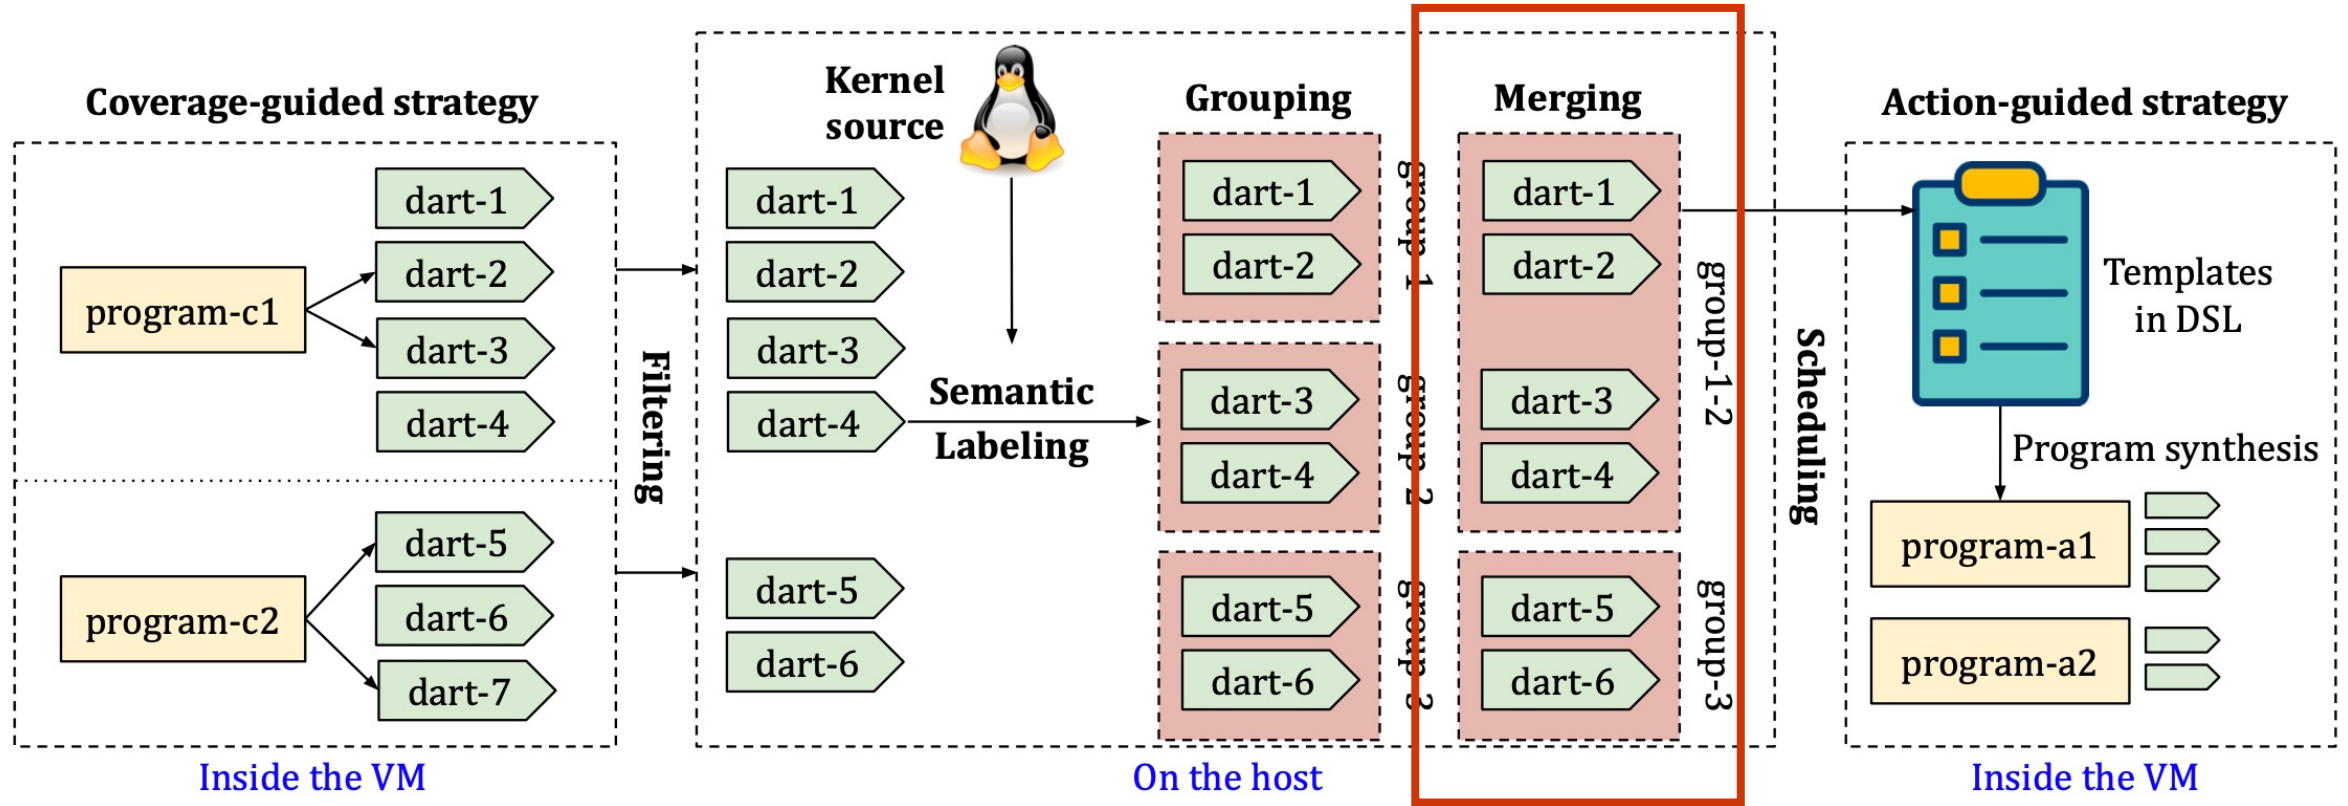 Coverage-guided strategy
program-c1
dart-1
dart-2
dart-3
dart-4
program-c2
dart-5
dart-6
dart-7
Inside the VM
Filtering
Kernel
source
dart-1
dart-2
dart-3
dart-4
dart-5
dart-6
Semantic
Labeling
Grouping
dart-1
dart-2
group 1
dart-3
dart-4
group 2
dart-5
dart-6
group 3
Merging
dart-1
dart-2
dart-3
dart-4
group-1-2
dart-5
dart-6
group-3
On the host
Scheduling
Action-guided strategy
Templates
in DSL
Program synthesis
program-a1
program-a2
Inside the VM